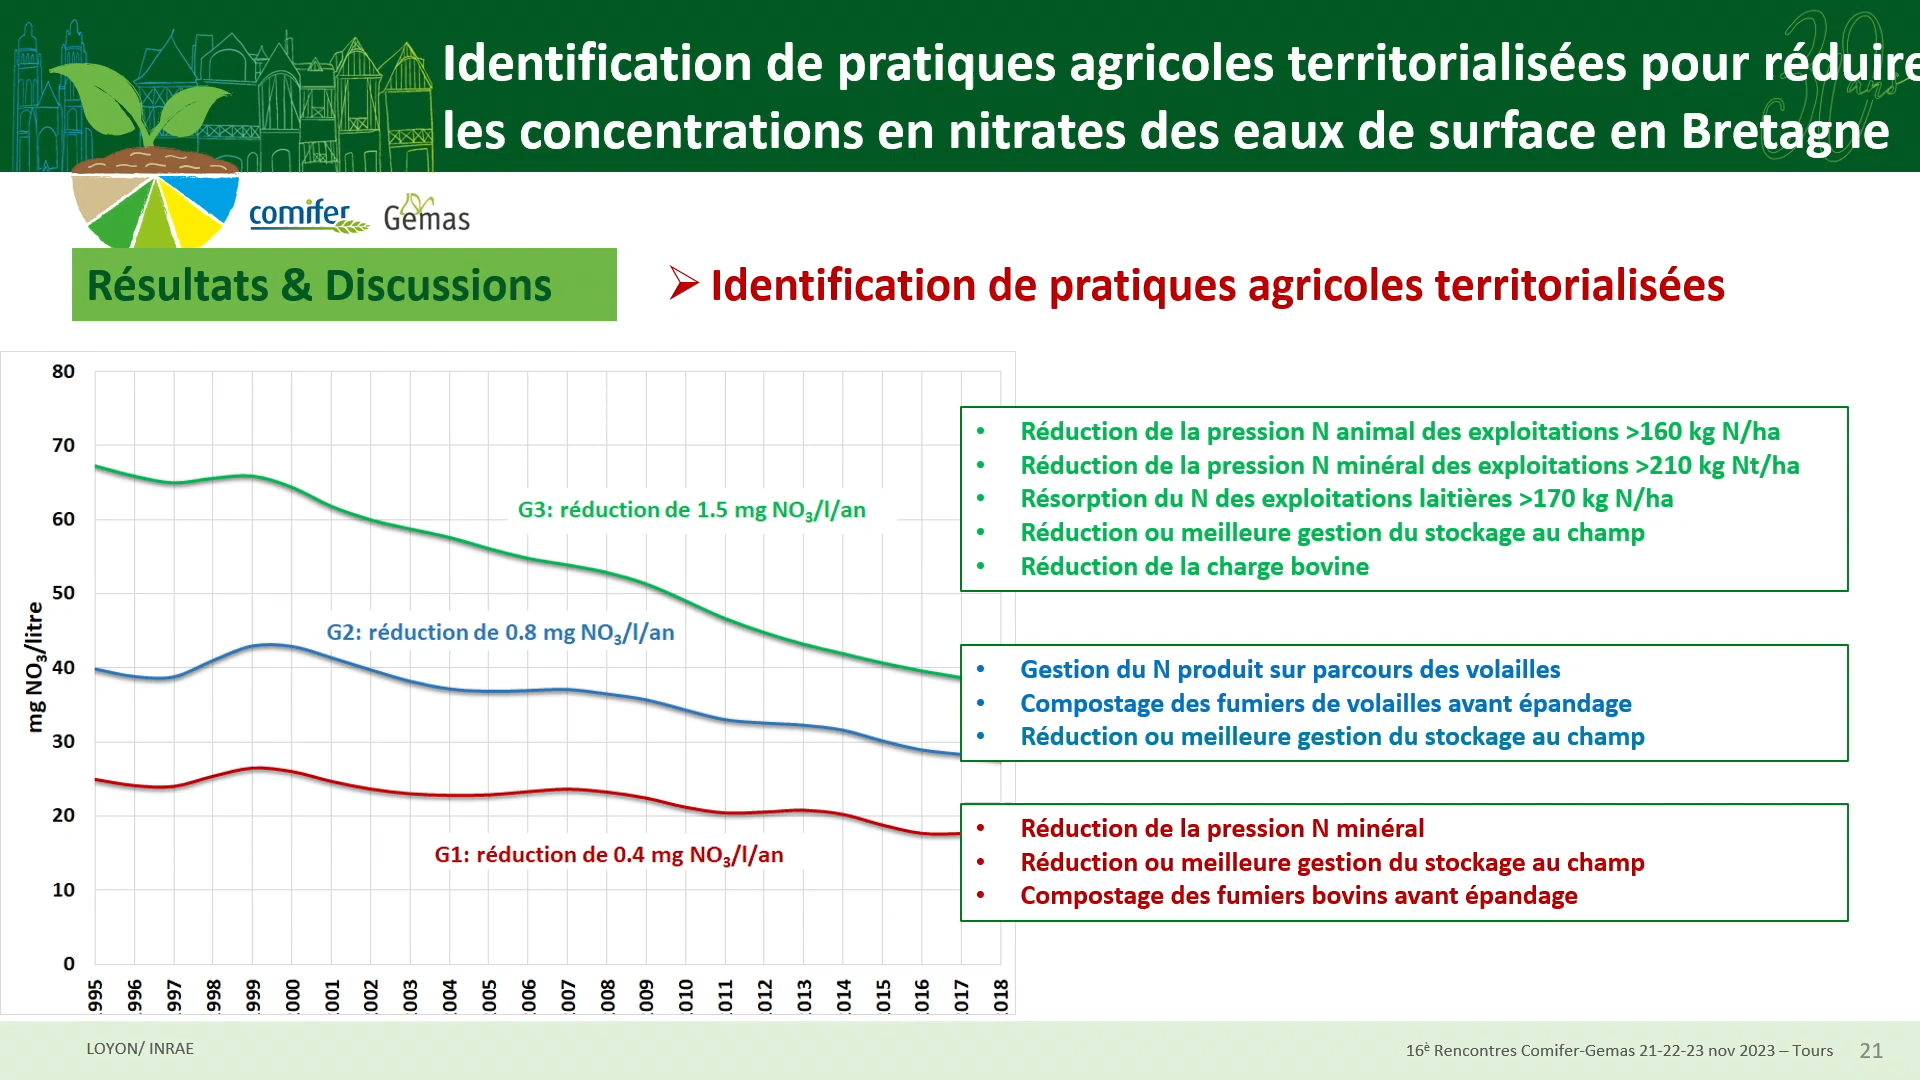 Identification de pratiques agricoles territorialisées pour réduire
les concentrations en nitrates des eaux de surface en Bretagne
30 ans
comifer
Gemas
Résultats & Discussions
➢ Identification de pratiques agricoles territorialisées
mg NO₃/litre
80
70
60
50
40
30
20
10
0
G3: réduction de 1.5 mg NO₃/l/an
G2: réduction de 0.8 mg NO₃/l/an
G1: réduction de 0.4 mg NO₃/l/an
995 996 997 998 999 000 001 002 003 004 005 006 007 008 009 010 011 012 013 014 015 016 017 018
• Réduction de la pression N animal des exploitations >160 kg N/ha
• Réduction de la pression N minéral des exploitations >210 kg Nt/ha
• Résorption du N des exploitations laitières >170 kg N/ha
• Réduction ou meilleure gestion du stockage au champ
• Réduction de la charge bovine
• Gestion du N produit sur parcours des volailles
• Compostage des fumiers de volailles avant épandage
• Réduction ou meilleure gestion du stockage au champ
• Réduction de la pression N minéral
• Réduction ou meilleure gestion du stockage au champ
• Compostage des fumiers bovins avant épandage
LOYON/ INRAE
16è Rencontres Comifer-Gemas 21-22-23 nov 2023 – Tours
21